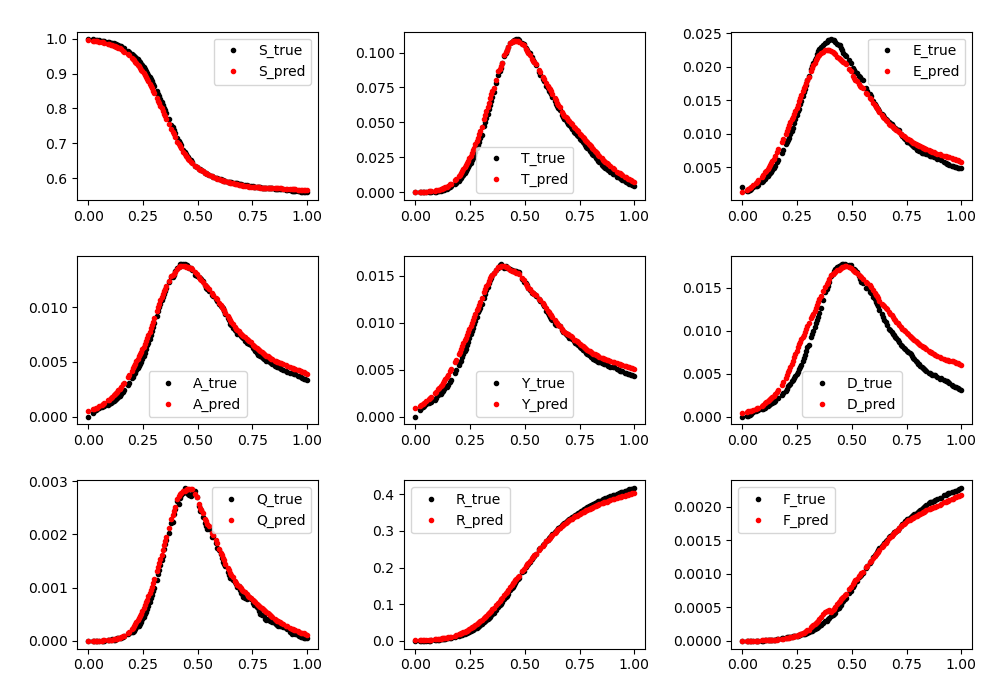 1.0
0.9
0.8
0.7
0.6
S_true
S_pred
0.00 0.25 0.50 0.75 1.00
0.100
0.075
0.050
0.025
0.000
T_true
T_pred
0.00 0.25 0.50 0.75 1.00
0.025
0.020
0.015
0.010
0.005
E_true
E_pred
0.00 0.25 0.50 0.75 1.00
0.010
0.005
0.000
A_true
A_pred
0.00 0.25 0.50 0.75 1.00
0.015
0.010
0.005
0.000
Y_true
Y_pred
0.00 0.25 0.50 0.75 1.00
0.015
0.010
0.005
0.000
D_true
D_pred
0.00 0.25 0.50 0.75 1.00
0.003
0.002
0.001
0.000
Q_true
Q_pred
0.00 0.25 0.50 0.75 1.00
0.4
0.3
0.2
0.1
0.0
R_true
R_pred
0.00 0.25 0.50 0.75 1.00
0.0020
0.0015
0.0010
0.0005
0.0000
F_true
F_pred
0.00 0.25 0.50 0.75 1.00